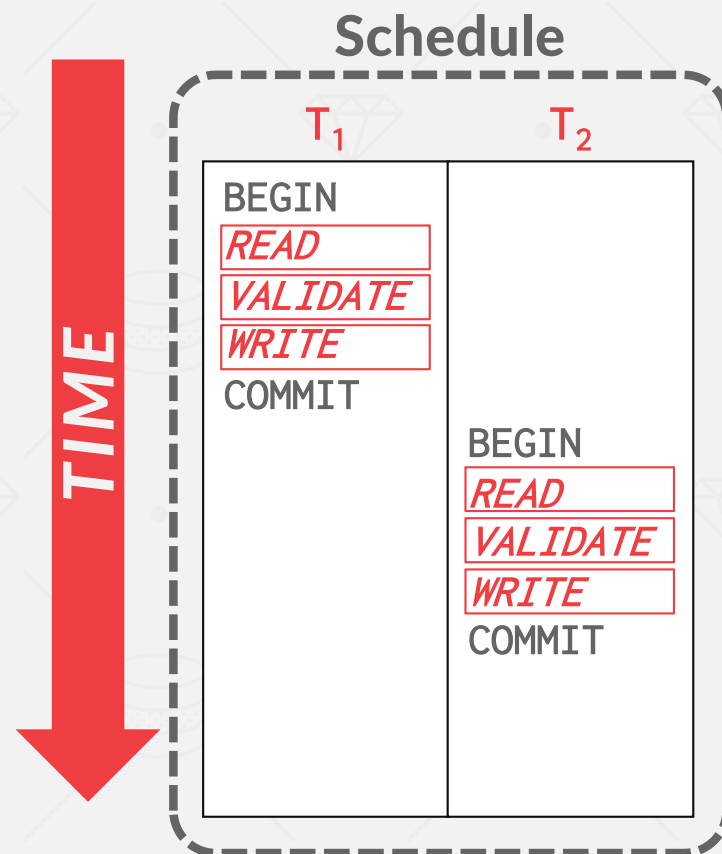 Schedule
T1 T2
BEGIN
READ
VALIDATE
WRITE
COMMIT
BEGIN
READ
VALIDATE
WRITE
COMMIT
TIME